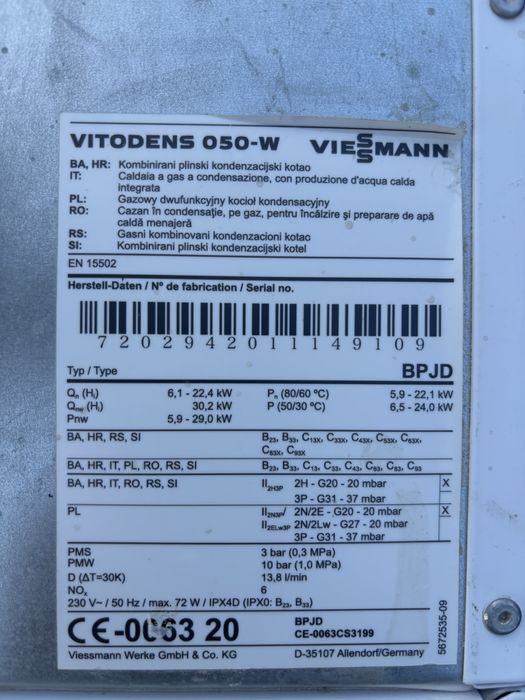 VITODENS 050-W VIESSMANN
BA, HR: Kombinirani plinski kondenzacijski kotao
IT: Caldaia a gas a condensazione, con produzione d'acqua calda
integrata
PL: Gazowy dwufunkcyjny kocioł kondensacyjny
RO: Cazan în condensație, pe gaz, pentru încălzire și preparare de apă
caldă menajeră
RS: Gasni kombinovani kondenzacioni kotao
SI: Kombinirani plinski kondenzacijski kotel
EN 15502
Herstell-Daten / N° de fabrication / Serial no.
7202942011149109
Typ / Type BPJD
Qn (Hi) 6,1 - 22,4 kW Pn (80/60 °C) 5,9 - 22,1 kW
Qnw (Hi) 30,2 kW P (50/30 °C) 6,5 - 24,0 kW
Pnw 5,9 - 29,0 kW
BA, HR, RS, SI B23, B33, C13X, C33X, C43X, C53X, C63X,
C83X, C93X
BA, HR, IT, PL, RO, RS, SI B23, B33, C13, C33, C43, C63, C83, C93
BA, HR, IT, RO, RS, SI II2H3P 2H - G20 - 20 mbar X
3P - G31 - 37 mbar
PL II2N3P/ 2N/2E - G20 - 20 mbar X
II2ELw3P 2N/2Lw - G27 - 20 mbar
3P - G31 - 37 mbar
PMS 3 bar (0,3 MPa)
PMW 10 bar (1,0 MPa)
D (ΔT=30K) 13,8 l/min
NOx 6
230 V~ / 50 Hz / max. 72 W / IPX4D (IPX0: B23, B33)
CE-0063 20 BPJD
CE-0063CS3199
Viessmann Werke GmbH & Co. KG D-35107 Allendorf/Germany
5672535-09